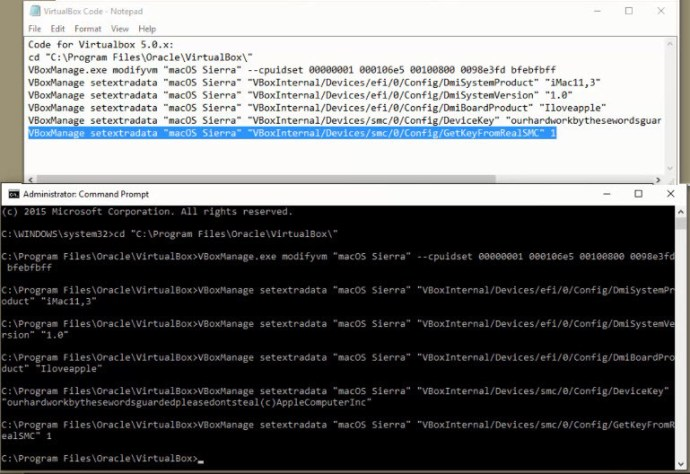 VirtualBox Code - Notepad
File Edit Format View Help
Code for Virtualbox 5.0.x:
cd "C:\Program Files\Oracle\VirtualBox\"
VBoxManage.exe modifyvm "macOS Sierra" --cpuidset 00000001 000106e5 00100800 0098e3fd bfebfbff
VBoxManage setextradata "macOS Sierra" "VBoxInternal/Devices/efi/0/Config/DmiSystemProduct" "iMac11,3"
VBoxManage setextradata "macOS Sierra" "VBoxInternal/Devices/efi/0/Config/DmiSystemVersion" "1.0"
VBoxManage setextradata "macOS Sierra" "VBoxInternal/Devices/efi/0/Config/DmiBoardProduct" "Iloveapple"
VBoxManage setextradata "macOS Sierra" "VBoxInternal/Devices/smc/0/Config/DeviceKey" "ourhardworkbythesewordsguar
VBoxManage setextradata "macOS Sierra" "VBoxInternal/Devices/smc/0/Config/GetKeyFromRealSMC" 1
Administrator: Command Prompt
(c) 2015 Microsoft Corporation. All rights reserved.
C:\WINDOWS\system32>cd "C:\Program Files\Oracle\VirtualBox\"
C:\Program Files\Oracle\VirtualBox>VBoxManage.exe modifyvm "macOS Sierra" --cpuidset 00000001 000106e5 00100800 0098e3fd
bfebfbff
C:\Program Files\Oracle\VirtualBox>VBoxManage setextradata "macOS Sierra" "VBoxInternal/Devices/efi/0/Config/DmiSystemPr
oduct" "iMac11,3"
C:\Program Files\Oracle\VirtualBox>VBoxManage setextradata "macOS Sierra" "VBoxInternal/Devices/efi/0/Config/DmiSystemVe
rsion" "1.0"
C:\Program Files\Oracle\VirtualBox>VBoxManage setextradata "macOS Sierra" "VBoxInternal/Devices/efi/0/Config/DmiBoardPro
duct" "Iloveapple"
C:\Program Files\Oracle\VirtualBox>VBoxManage setextradata "macOS Sierra" "VBoxInternal/Devices/smc/0/Config/DeviceKey"
"ourhardworkbythesewordsguardedpleasedontsteal(c)AppleComputerInc"
C:\Program Files\Oracle\VirtualBox>VBoxManage setextradata "macOS Sierra" "VBoxInternal/Devices/smc/0/Config/GetKeyFromR
ealSMC" 1
C:\Program Files\Oracle\VirtualBox>_